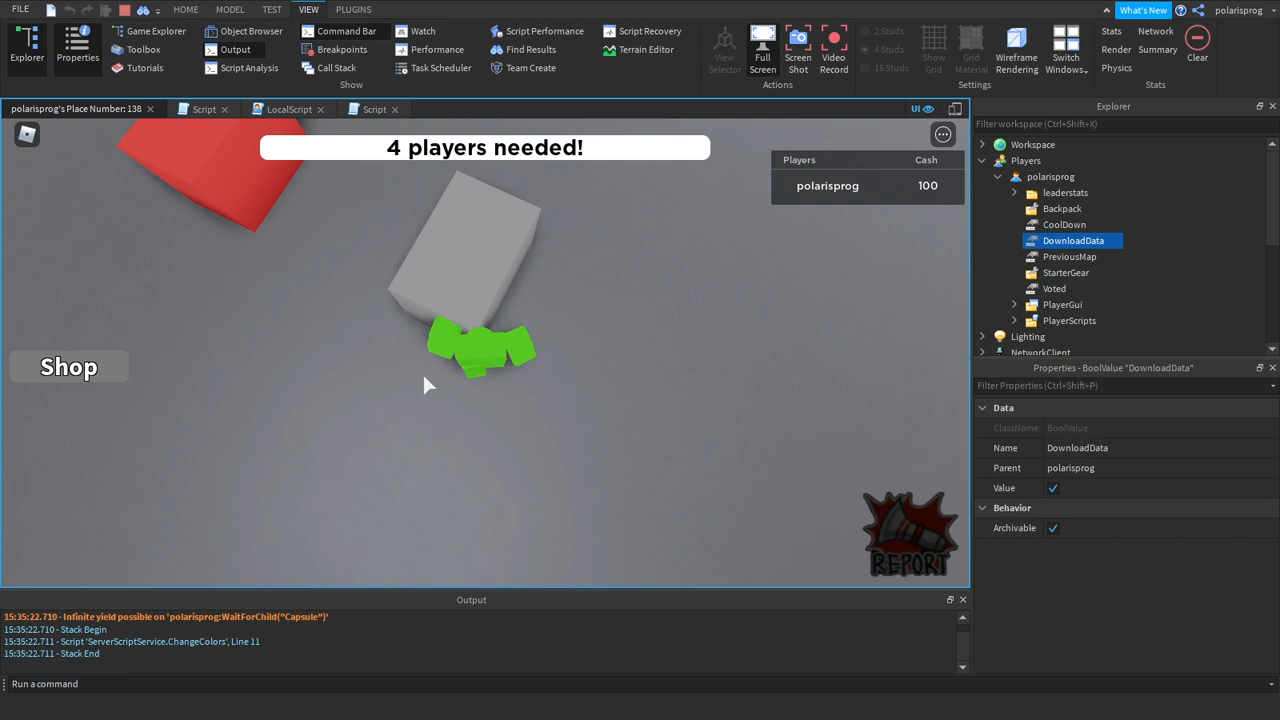 FILE
HOME
MODEL
TEST
VIEW
PLUGINS
What's New
polarisprog
Explorer
Properties
Game Explorer
Toolbox
Tutorials
Object Browser
Output
Script Analysis
Command Bar
Breakpoints
Call Stack
Watch
Performance
Task Scheduler
Script Performance
Find Results
Team Create
Script Recovery
Terrain Editor
Show
View
Selector
Full
Screen
Screen
Shot
Video
Record
Actions
2 Studs
4 Studs
16 Studs
Show
Grid
Grid
Material
Wireframe
Rendering
Switch
Windows...
Settings
Stats
Network
Render
Summary
Physics
Clear
Stats
polarisprog's Place Number: 138
Script
LocalScript
Script
UI
4 players needed!
Players Cash
polarisprog 100
Shop
REPORT
Explorer
Filter workspace (Ctrl+Shift+X)
Workspace
Players
polarisprog
leaderstats
Backpack
CoolDown
DownloadData
PreviousMap
StarterGear
Voted
PlayerGui
PlayerScripts
Lighting
NetworkClient
Properties - BoolValue "DownloadData"
Filter Properties (Ctrl+Shift+P)
Data
ClassName BoolValue
Name DownloadData
Parent polarisprog
Value
Behavior
Archivable
Output
15:35:22.710 - Infinite yield possible on 'polarisprog:WaitForChild("Capsule")'
15:35:22.710 - Stack Begin
15:35:22.711 - Script 'ServerScriptService.ChangeColors', Line 11
15:35:22.711 - Stack End
Run a command